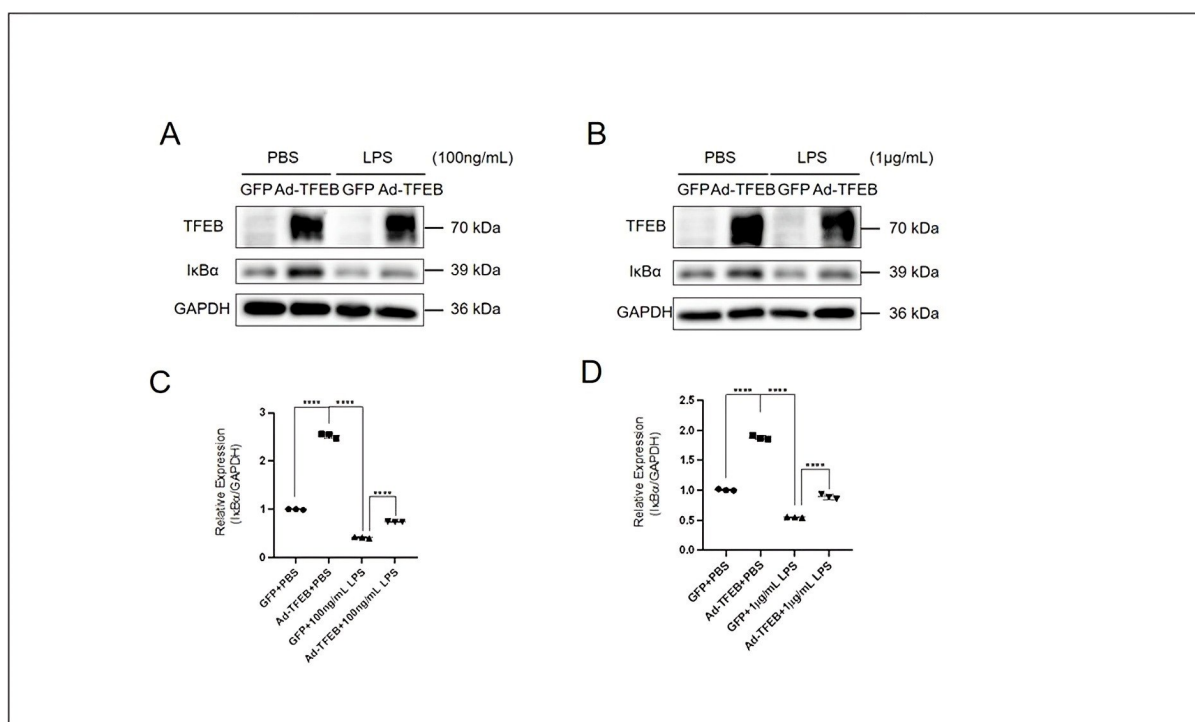 A
PBS LPS (100ng/mL)
GFP Ad-TFEB GFP Ad-TFEB
TFEB 70 kDa
IκBα 39 kDa
GAPDH 36 kDa
B
PBS LPS (1μg/mL)
GFP Ad-TFEB GFP Ad-TFEB
TFEB 70 kDa
IκBα 39 kDa
GAPDH 36 kDa
C
**** ****
****
Relative Expression
(IκBα/GAPDH)
3
2
1
0
GFP+PBS
Ad-TFEB+PBS
GFP+100ng/mL LPS
Ad-TFEB+100ng/mL LPS
D
**** ****
****
Relative Expression
(IκBα/GAPDH)
2.5
2.0
1.5
1.0
0.5
0.0
GFP+PBS
Ad-TFEB+PBS
GFP+1μg/mL LPS
Ad-TFEB+1μg/mL LPS